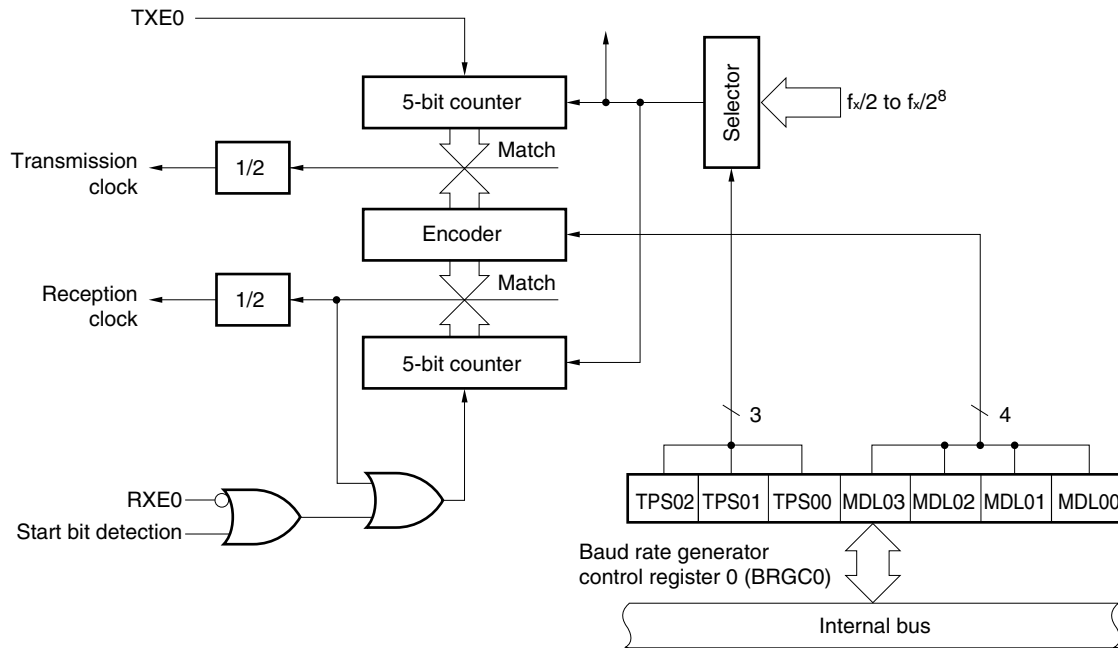 TXE0
5-bit counter
Selector
fx/2 to fx/2⁸
Match
Transmission
clock
1/2
Encoder
Match
Reception
clock
1/2
5-bit counter
3
4
RXE0
Start bit detection
TPS02 TPS01 TPS00 MDL03 MDL02 MDL01 MDL00
Baud rate generator
control register 0 (BRGC0)
Internal bus